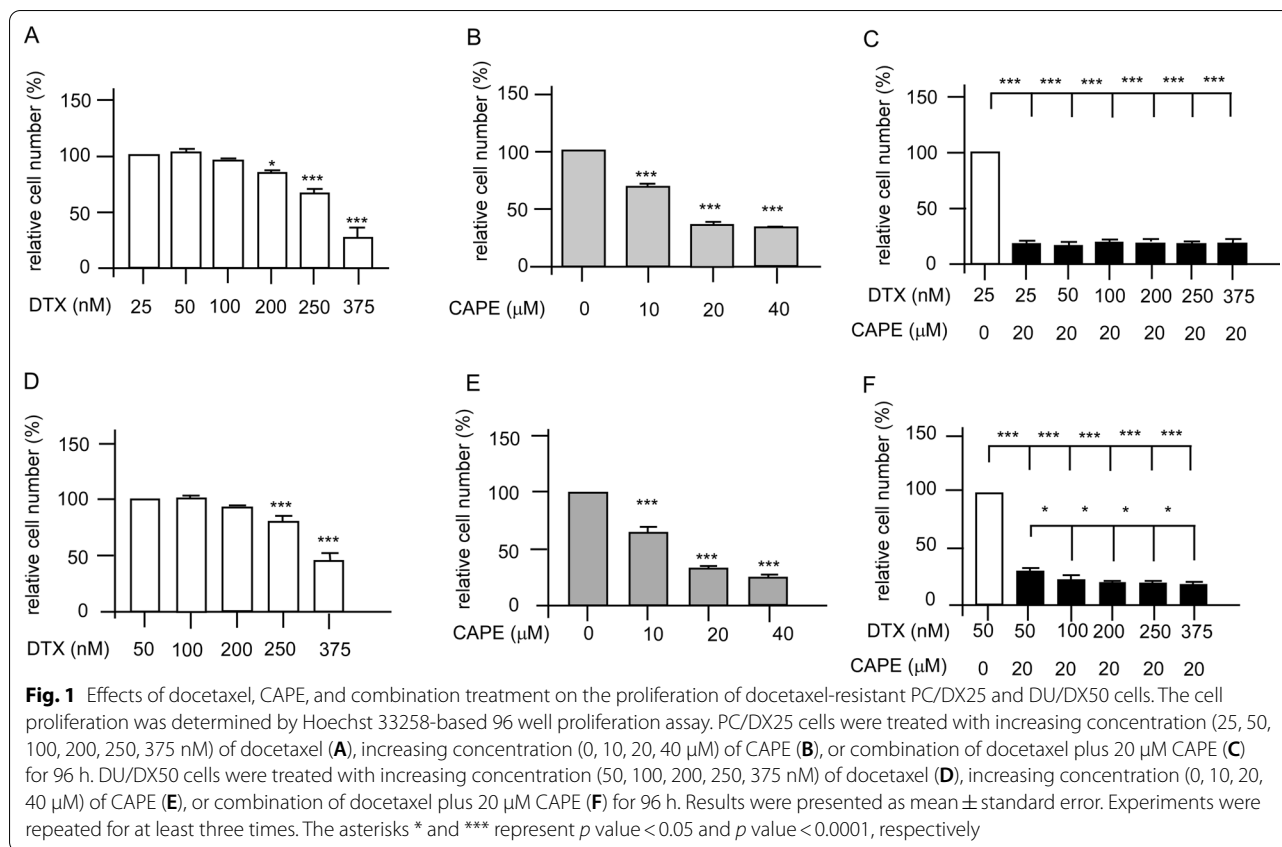 A
relative cell number (%)
150
100
50
0
*
***
***
DTX (nM)
25 50 100 200 250 375
B
relative cell number (%)
150
100
50
0
***
***
***
CAPE (μM)
0 10 20 40
C
relative cell number (%)
150
100
50
0
*** *** *** *** *** ***
DTX (nM) 25 25 50 100 200 250 375
CAPE (μM) 0 20 20 20 20 20 20
D
relative cell number (%)
150
100
50
0
***
***
DTX (nM)
50 100 200 250 375
E
relative cell number (%)
150
100
50
0
***
***
***
CAPE (μM)
0 10 20 40
F
relative cell number (%)
150
100
50
0
*** *** *** *** ***
* * * *
DTX (nM) 50 50 100 200 250 375
CAPE (μM) 0 20 20 20 20 20
Fig. 1 Effects of docetaxel, CAPE, and combination treatment on the proliferation of docetaxel-resistant PC/DX25 and DU/DX50 cells. The cell
proliferation was determined by Hoechst 33258-based 96 well proliferation assay. PC/DX25 cells were treated with increasing concentration (25, 50,
100, 200, 250, 375 nM) of docetaxel (A), increasing concentration (0, 10, 20, 40 μM) of CAPE (B), or combination of docetaxel plus 20 μM CAPE (C)
for 96 h. DU/DX50 cells were treated with increasing concentration (50, 100, 200, 250, 375 nM) of docetaxel (D), increasing concentration (0, 10, 20,
40 μM) of CAPE (E), or combination of docetaxel plus 20 μM CAPE (F) for 96 h. Results were presented as mean ± standard error. Experiments were
repeated for at least three times. The asterisks * and *** represent p value < 0.05 and p value < 0.0001, respectively